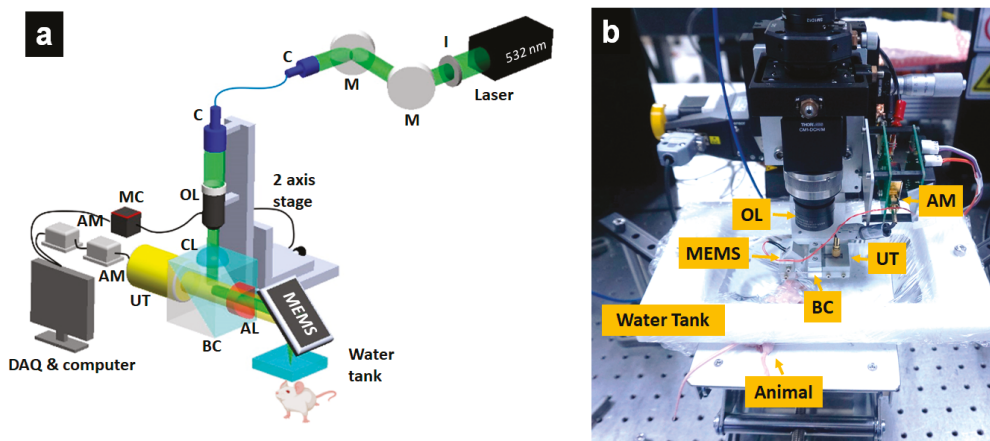 a
532 nm
Laser
I
M
M
C
C
OL
2 axis
stage
MC
AM
AM
CL
UT
AL
BC
MEMS
DAQ & computer
Water
tank
b
THORLABS
OL
AM
MEMS
UT
BC
Water Tank
Animal